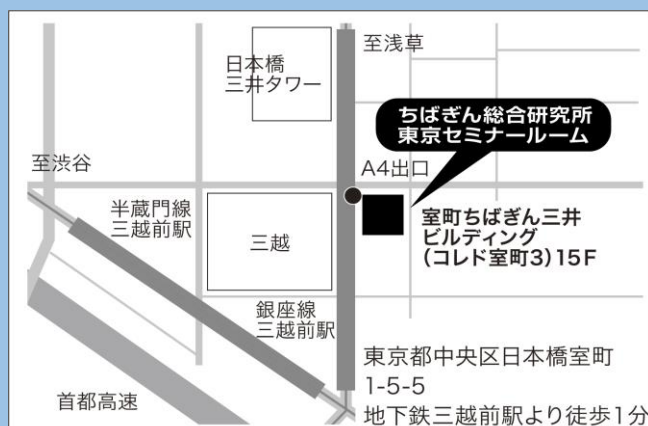 至浅草
日本橋
三井タワー
ちばぎん総合研究所
東京セミナールーム
至渋谷
A4出口
半蔵門線
三越前駅
三越
室町ちばぎん三井
ビルディング
(コレド室町3)15F
銀座線
三越前駅
東京都中央区日本橋室町
1-5-5
地下鉄三越前駅より徒歩1分
首都高速